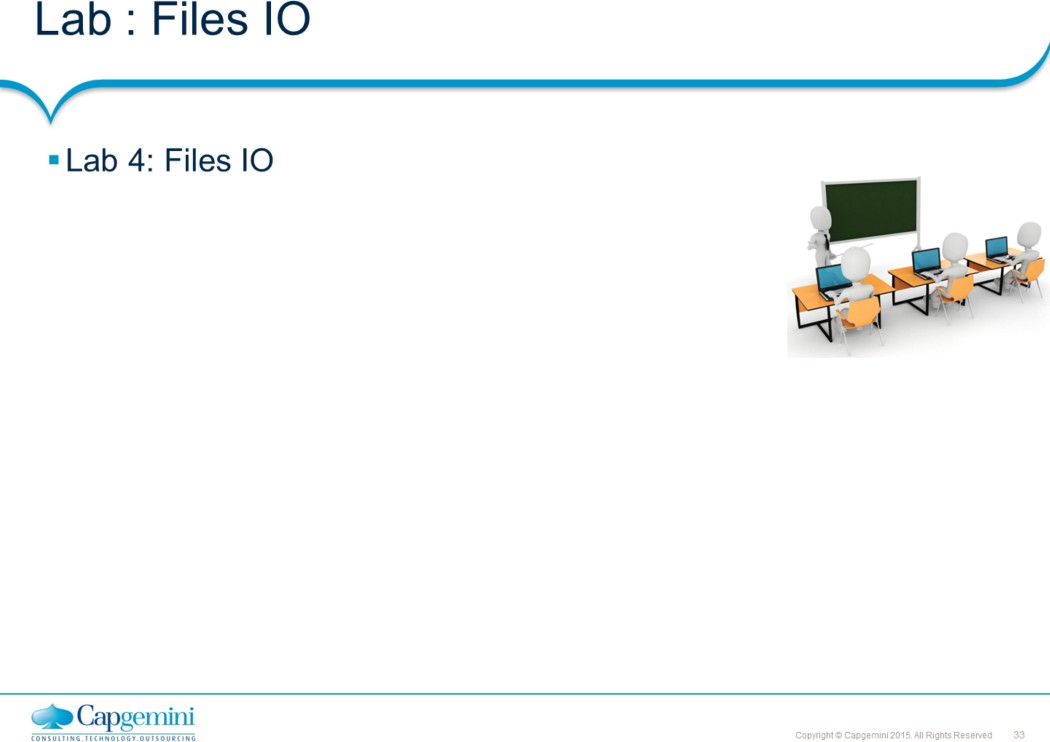 Lab : Files IO
Lab 4: Files IO
Capgemini
CONSULTING.TECHNOLOGY.OUTSOURCING
Copyright © Capgemini 2015. All Rights Reserved 33